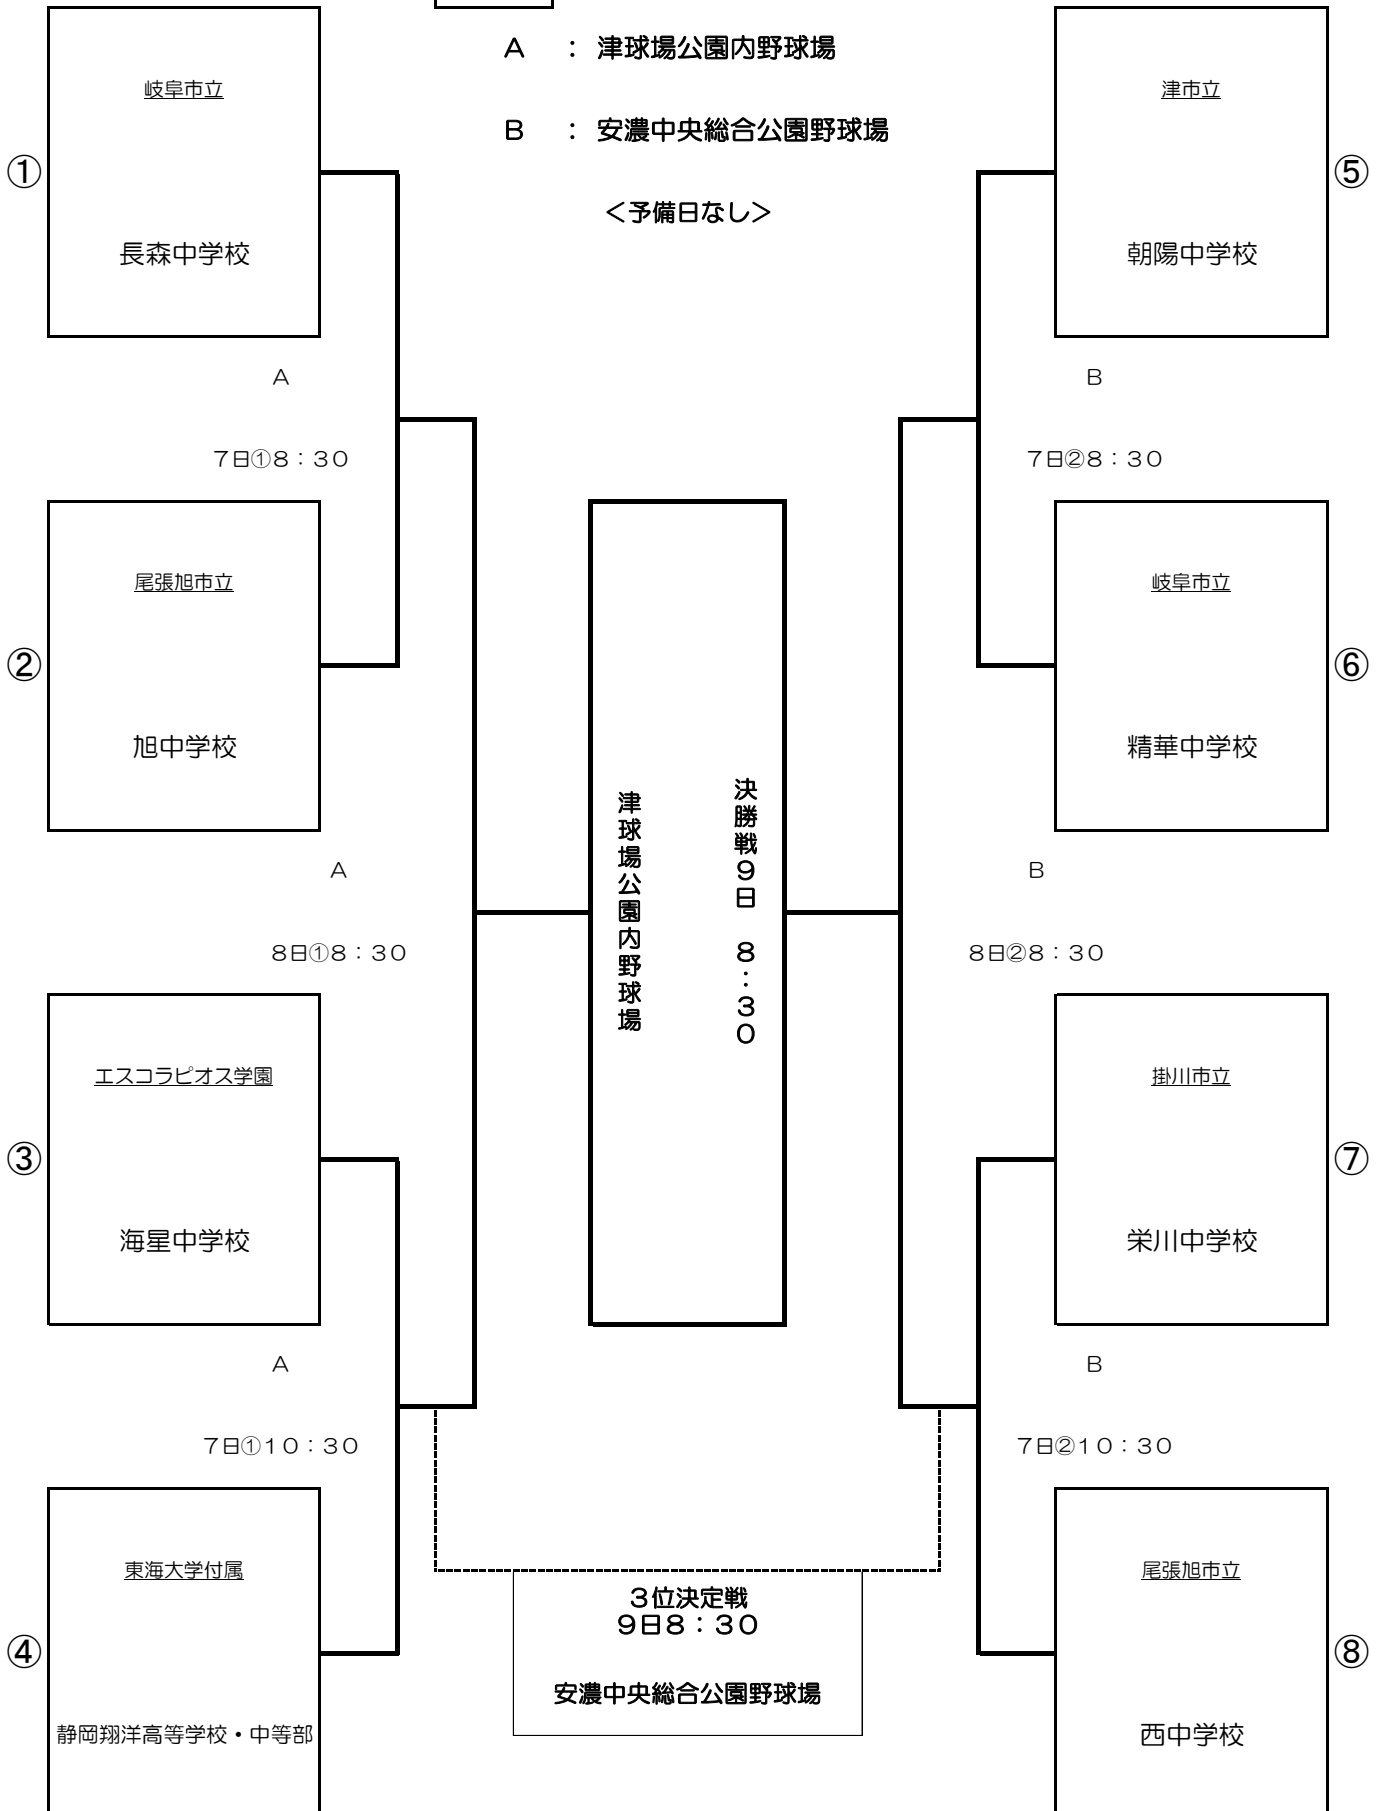 A ： 津球場公園内野球場
B ： 安濃中央総合公園野球場
＜予備日なし＞
①
岐阜市立
長森中学校
A
７日①８：３０
②
尾張旭市立
旭中学校
A
８日①８：３０
③
エスコラピオス学園
海星中学校
A
７日①１０：３０
④
東海大学付属
静岡翔洋高等学校・中等部
決勝戦９日　８：３０
津球場公園内野球場
３位決定戦
９日８：３０
安濃中央総合公園野球場
⑤
津市立
朝陽中学校
B
７日②８：３０
⑥
岐阜市立
精華中学校
B
８日②８：３０
⑦
掛川市立
栄川中学校
B
７日②１０：３０
⑧
尾張旭市立
西中学校